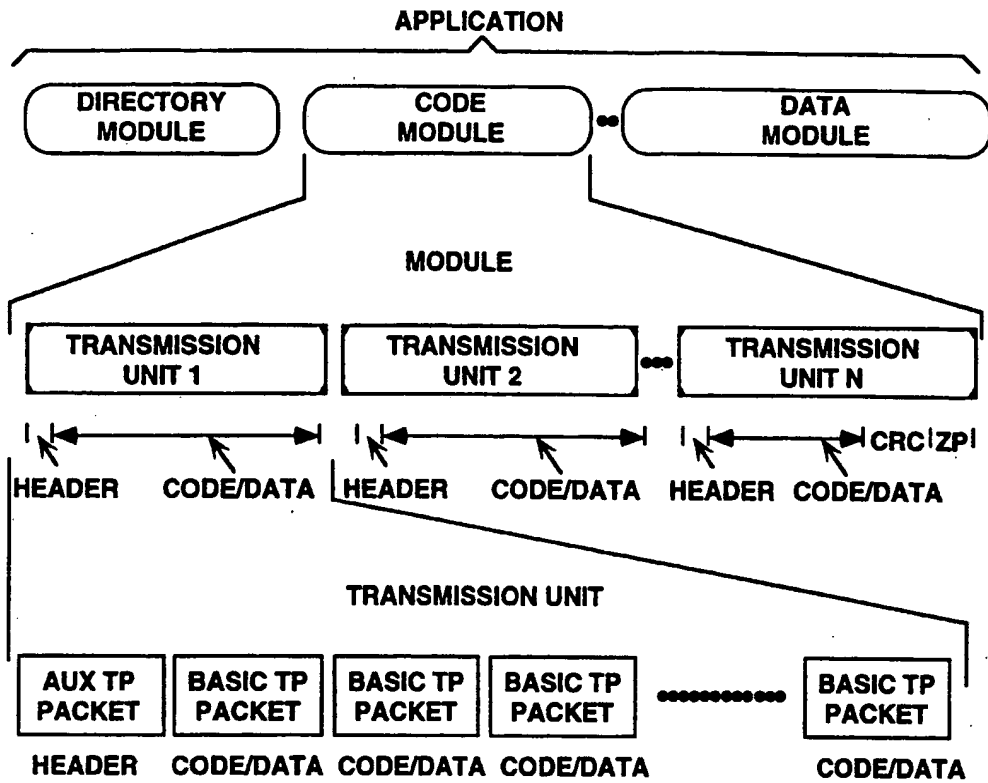 APPLICATION
DIRECTORY MODULE
CODE MODULE
DATA MODULE
MODULE
TRANSMISSION UNIT 1
TRANSMISSION UNIT 2
TRANSMISSION UNIT N
CRC ZP
HEADER CODE/DATA HEADER CODE/DATA HEADER CODE/DATA
TRANSMISSION UNIT
AUX TP PACKET
BASIC TP PACKET
BASIC TP PACKET
BASIC TP PACKET
BASIC TP PACKET
HEADER CODE/DATA CODE/DATA CODE/DATA CODE/DATA